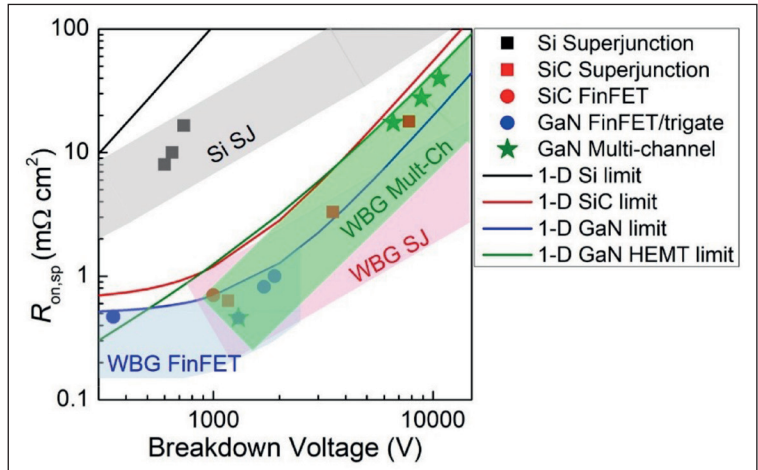 100
10
1
0.1
R_on,sp (mΩ cm²)
1000
10000
Breakdown Voltage (V)
Si SJ
WBG Mult-Ch
WBG SJ
WBG FinFET
Si Superjunction
SiC Superjunction
SiC FinFET
GaN FinFET/trigate
GaN Multi-channel
1-D Si limit
1-D SiC limit
1-D GaN limit
1-D GaN HEMT limit